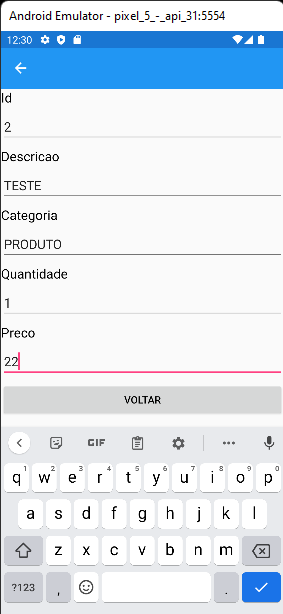 Android Emulator - pixel_5_-_api_31:5554
12:30
Id
2
Descricao
TESTE
Categoria
PRODUTO
Quantidade
1
Preco
22
VOLTAR
GIF
1 2 3 4 5 6 7 8 9 0
q w e r t y u i o p
a s d f g h j k l
z x c v b n m
?123 , .